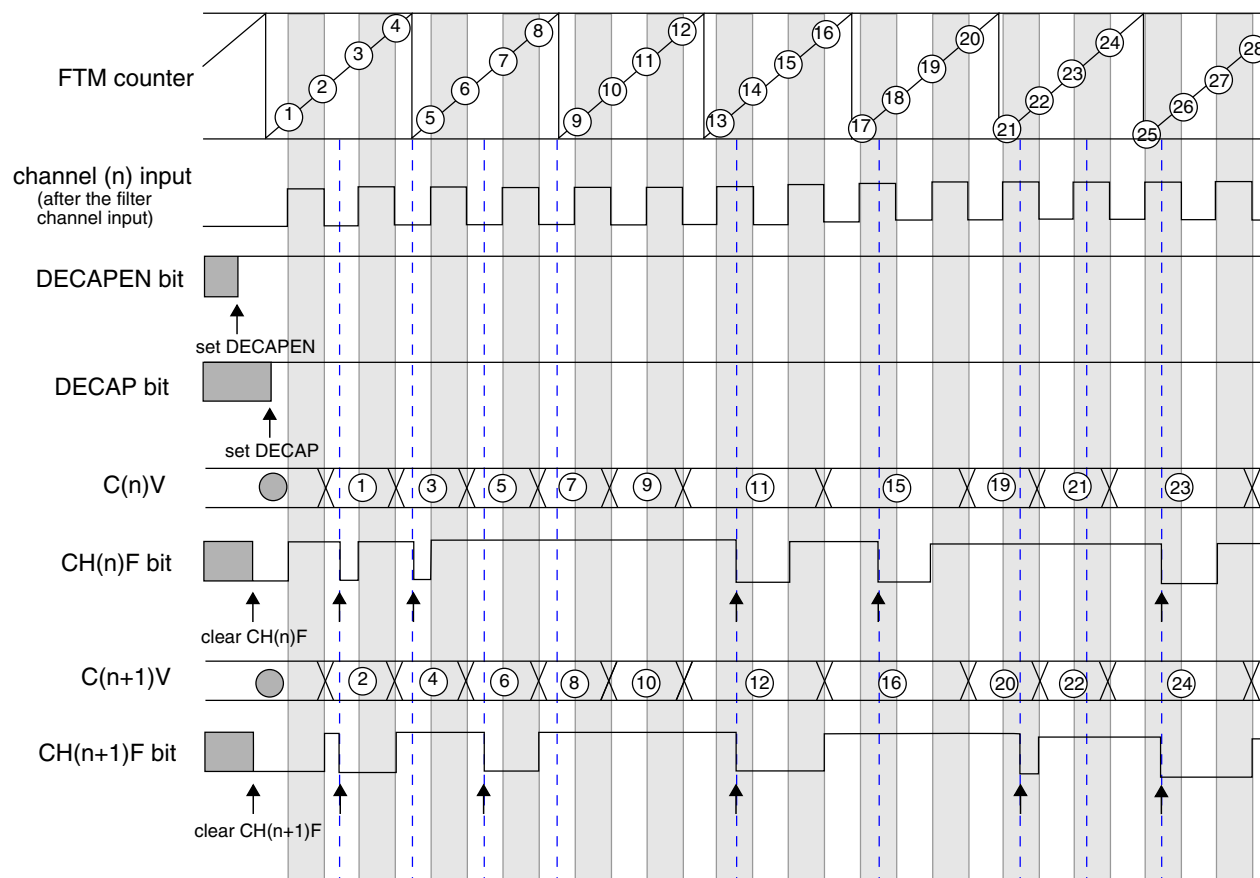 FTM counter
1 2 3 4 5 6 7 8 9 10 11 12 13 14 15 16 17 18 19 20 21 22 23 24 25 26 27 28
channel (n) input
(after the filter
channel input)
DECAPEN bit
set DECAPEN
DECAP bit
set DECAP
C(n)V
1 3 5 7 9 11 15 19 21 23
CH(n)F bit
clear CH(n)F
C(n+1)V
2 4 6 8 10 12 16 20 22 24
CH(n+1)F bit
clear CH(n+1)F